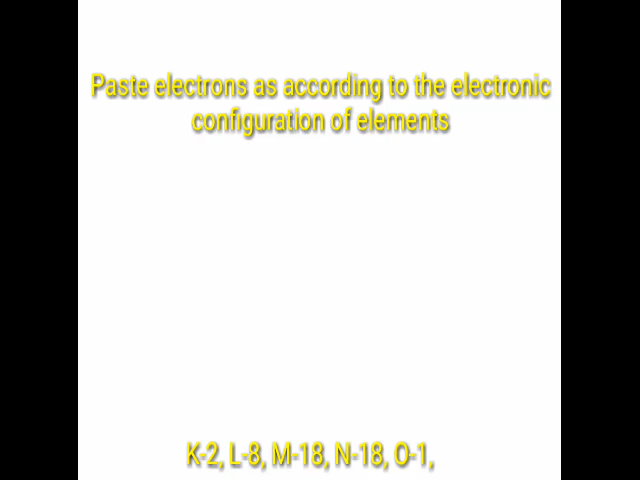 Paste electrons as according to the electronic
configuration of elements
K-2, L-8, M-18, N-18, O-1,